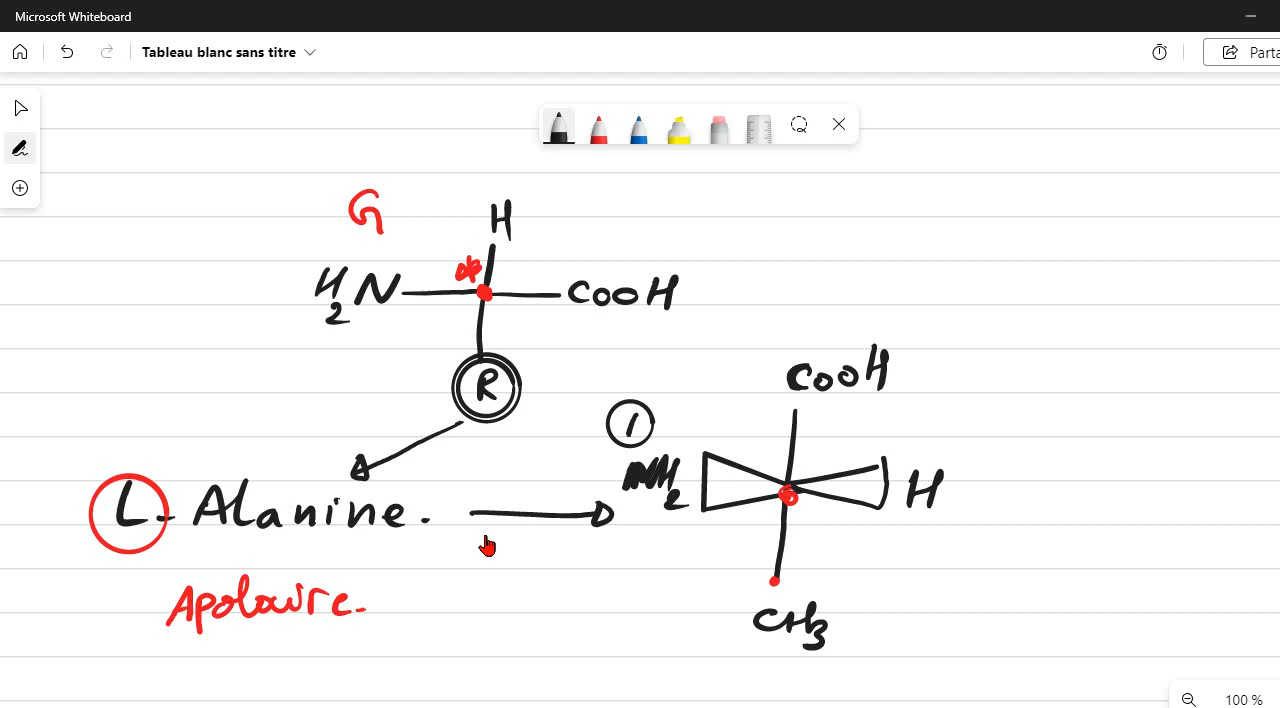 Microsoft Whiteboard
Tableau blanc sans titre
Parta
G
H
H2N
COOH
R
COOH
1
NH2
H
L-Alanine.
Apolaire.
CH3
100 %